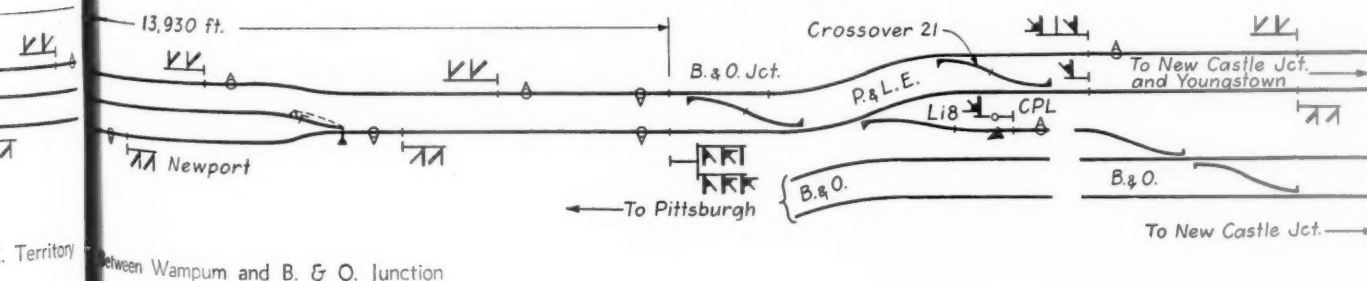 13,930 ft.
Crossover 21
B.&O. Jct.
P.&L.E.
To New Castle Jct.
and Youngstown
Li8
CPL
Newport
B.&O.
B.&O.
To Pittsburgh
To New Castle Jct.
. Territory
Between Wampum and B. & O. Junction